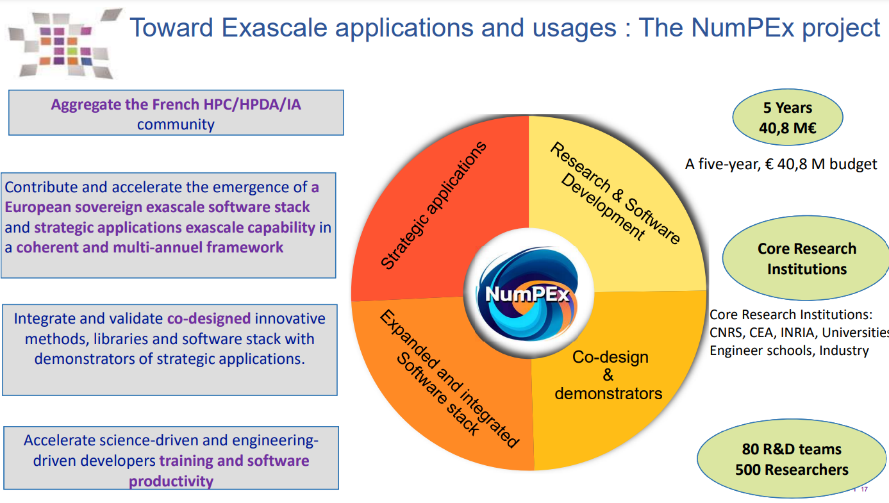 Toward Exascale applications and usages : The NumPEx project
Aggregate the French HPC/HPDA/IA
community
Contribute and accelerate the emergence of a
European sovereign exascale software stack
and strategic applications exascale capability in
a coherent and multi-annuel framework
Integrate and validate co-designed innovative
methods, libraries and software stack with
demonstrators of strategic applications.
Accelerate science-driven and engineering-
driven developers training and software
productivity
Strategic applications
Research & Software
Development
NumPEx
Expanded and integrated
Software stack
Co-design
&
demonstrators
5 Years
40,8 M€
A five-year, € 40,8 M budget
Core Research
Institutions
Core Research Institutions:
CNRS, CEA, INRIA, Universities
Engineer schools, Industry
80 R&D teams
500 Researchers
17